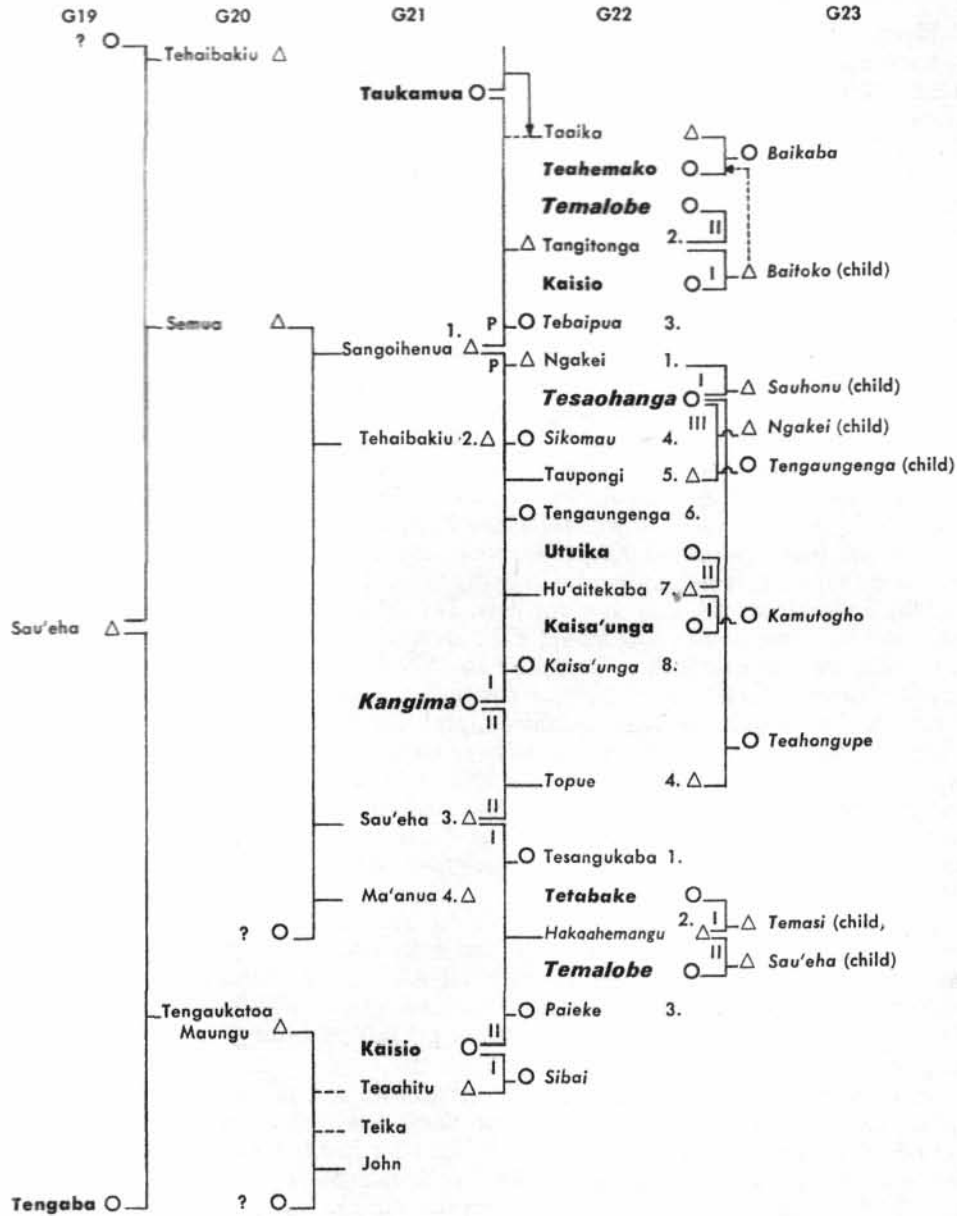 G19 G20 G21 G22 G23
?
Tehaibakiu
Taukamua
Taaika
Baikaba
Teahemako
Temalobe
II
Tangitonga 2.
Kaisio I Baitoko (child)
Semua
1. P Tebaipua 3.
Sangoihenua
P Ngakei 1.
I Sauhonu (child)
Tesaohanga
III Ngakei (child)
Tehaibakiu 2. Sikomau 4.
Tengaungenga (child)
Taupongi 5.
Tengaungenga 6.
Utuika
II
Hu'aitekaba 7.
I Kamutogho
Sau'eha Kaisa'unga
Kaisa'unga 8.
I
Kangima
II
Teahongupe
Topue 4.
II
Sau'eha 3.
I
Tesangukaba 1.
Ma'anua 4. Tetabake
2. I Temasi (child,
? Hakaahemangu
II Sau'eha (child)
Temalobe
Tengaukatoa Paieke 3.
Maungu
II
Kaisio
I Sibai
Teaahitu
Teika
John
Tengaba ?